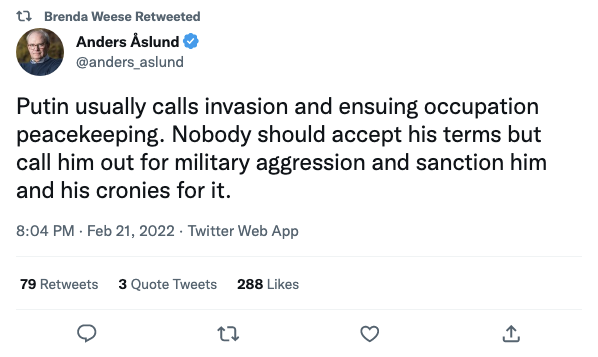 Brenda Weese Retweeted
Anders Åslund
@anders_aslund
Putin usually calls invasion and ensuing occupation
peacekeeping. Nobody should accept his terms but
call him out for military aggression and sanction him
and his cronies for it.
8:04 PM · Feb 21, 2022 · Twitter Web App
79 Retweets 3 Quote Tweets 288 Likes